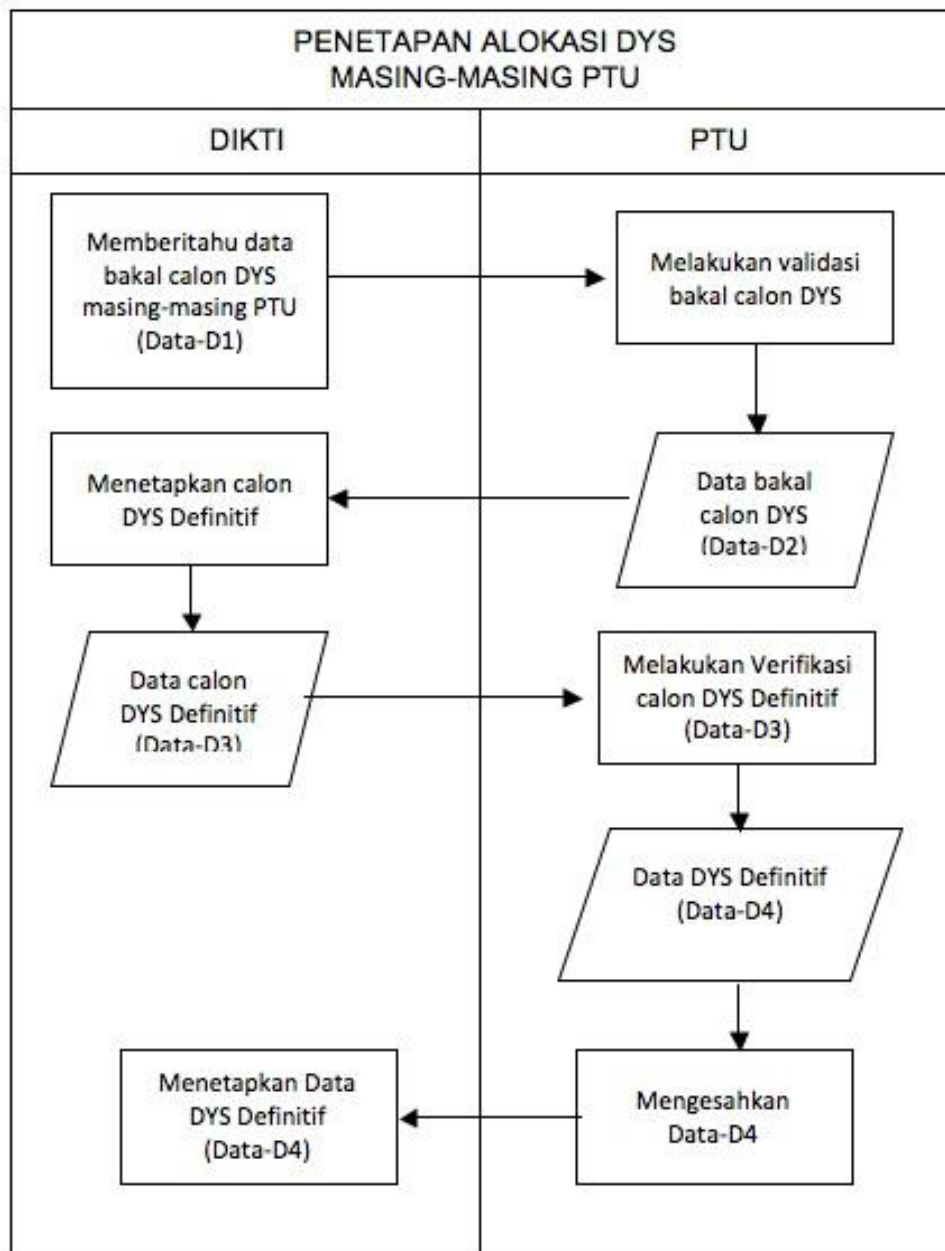 PENETAPAN ALOKASI DYS
MASING-MASING PTU
DIKTI
PTU
Memberitahu data
bakal calon DYS
masing-masing PTU
(Data-D1)
Melakukan validasi
bakal calon DYS
Menetapkan calon
DYS Definitif
Data bakal
calon DYS
(Data-D2)
Data calon
DYS Definitif
(Data-D3)
Melakukan Verifikasi
calon DYS Definitif
(Data-D3)
Data DYS Definitif
(Data-D4)
Menetapkan Data
DYS Definitif
(Data-D4)
Mengesahkan
Data-D4